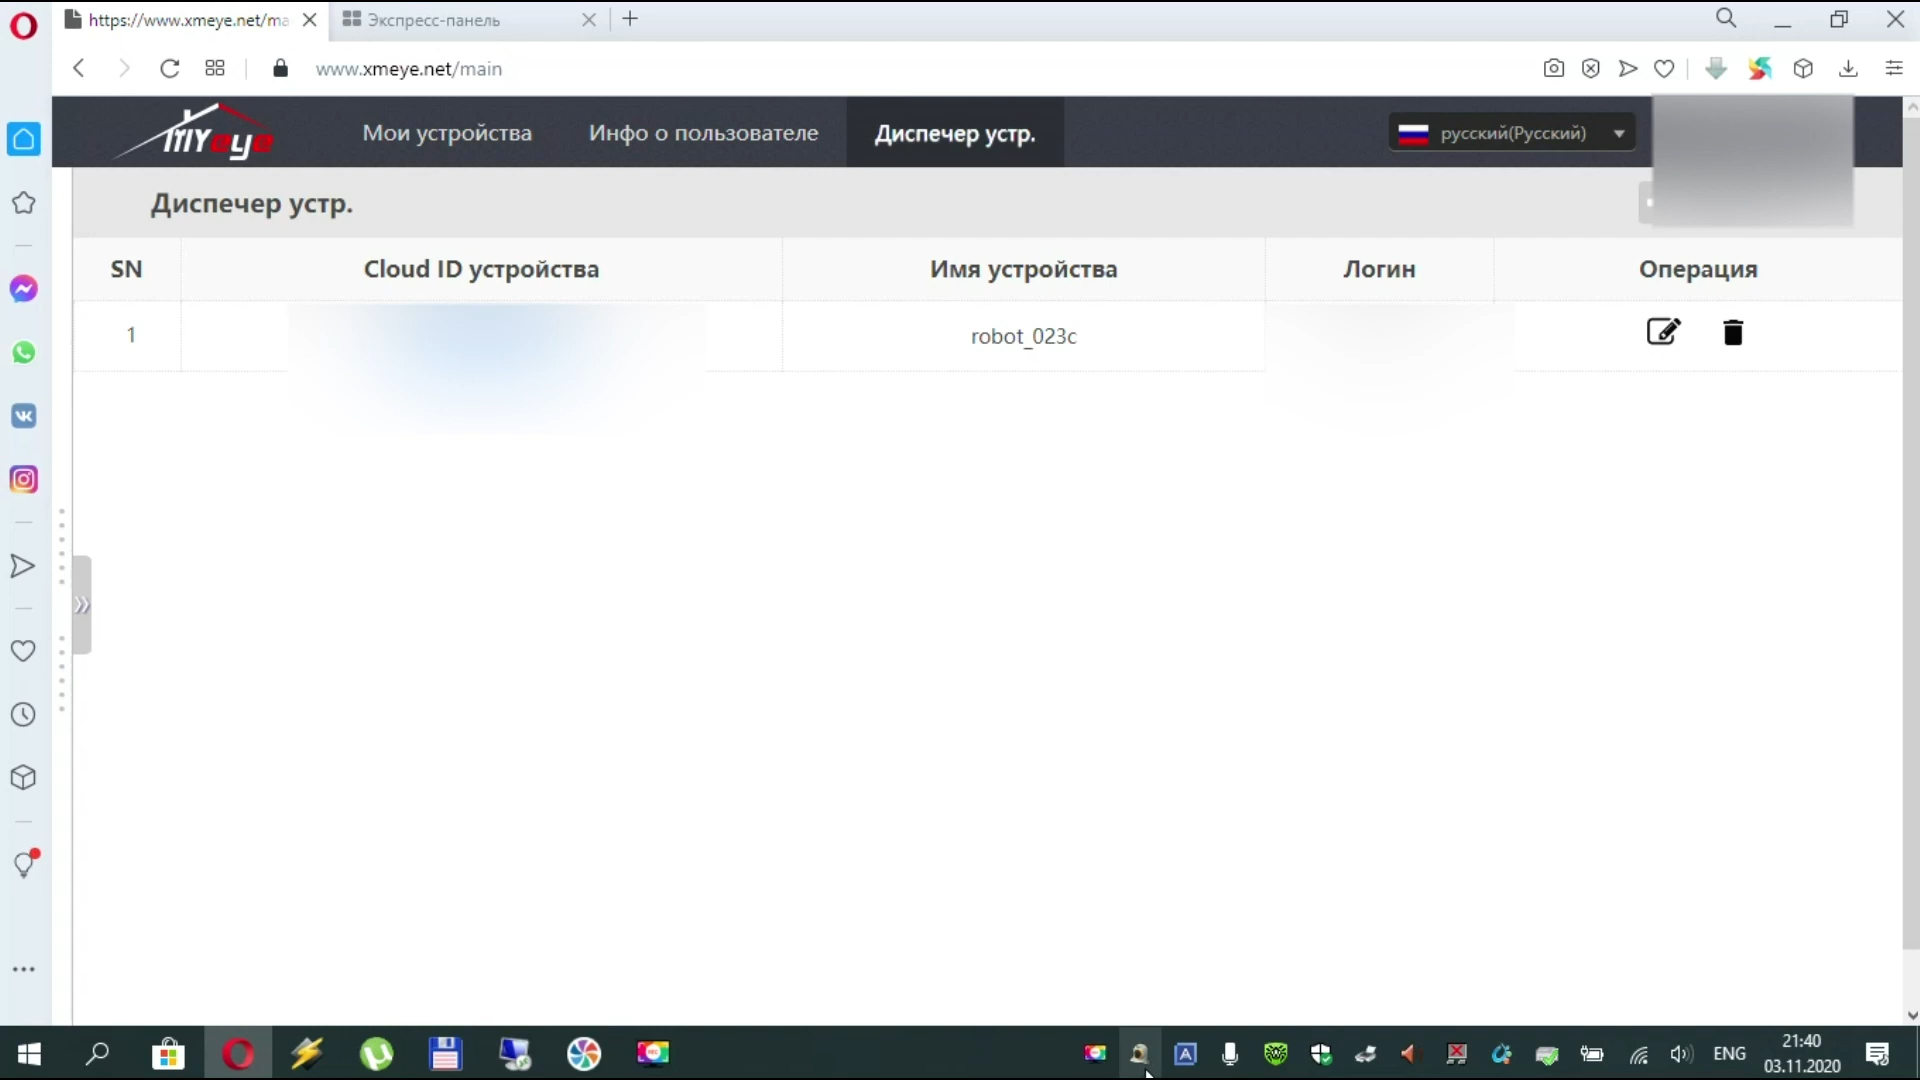 https://www.xmeye.net/ma
Экспресс-панель
www.xmeye.net/main
MYeye
Мои устройства
Инфо о пользователе
Диспечер устр.
русский(Русский)
Диспечер устр.
SN
Cloud ID устройства
Имя устройства
Логин
Операция
1
robot_023c
ENG
21:40
03.11.2020